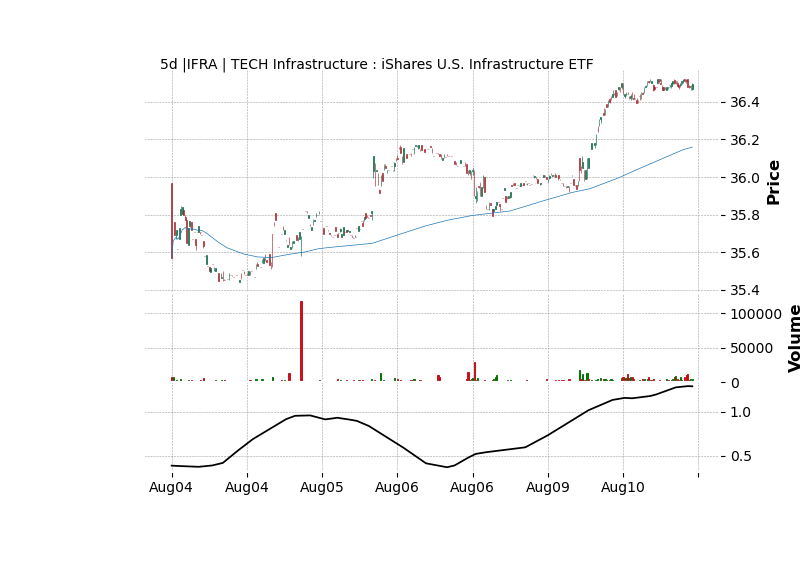 5d |IFRA | TECH Infrastructure : iShares U.S. Infrastructure ETF
36.4
36.2
36.0
35.8
35.6
35.4
Price
100000
50000
0
Volume
1.0
0.5
Aug04 Aug04 Aug05 Aug06 Aug06 Aug09 Aug10